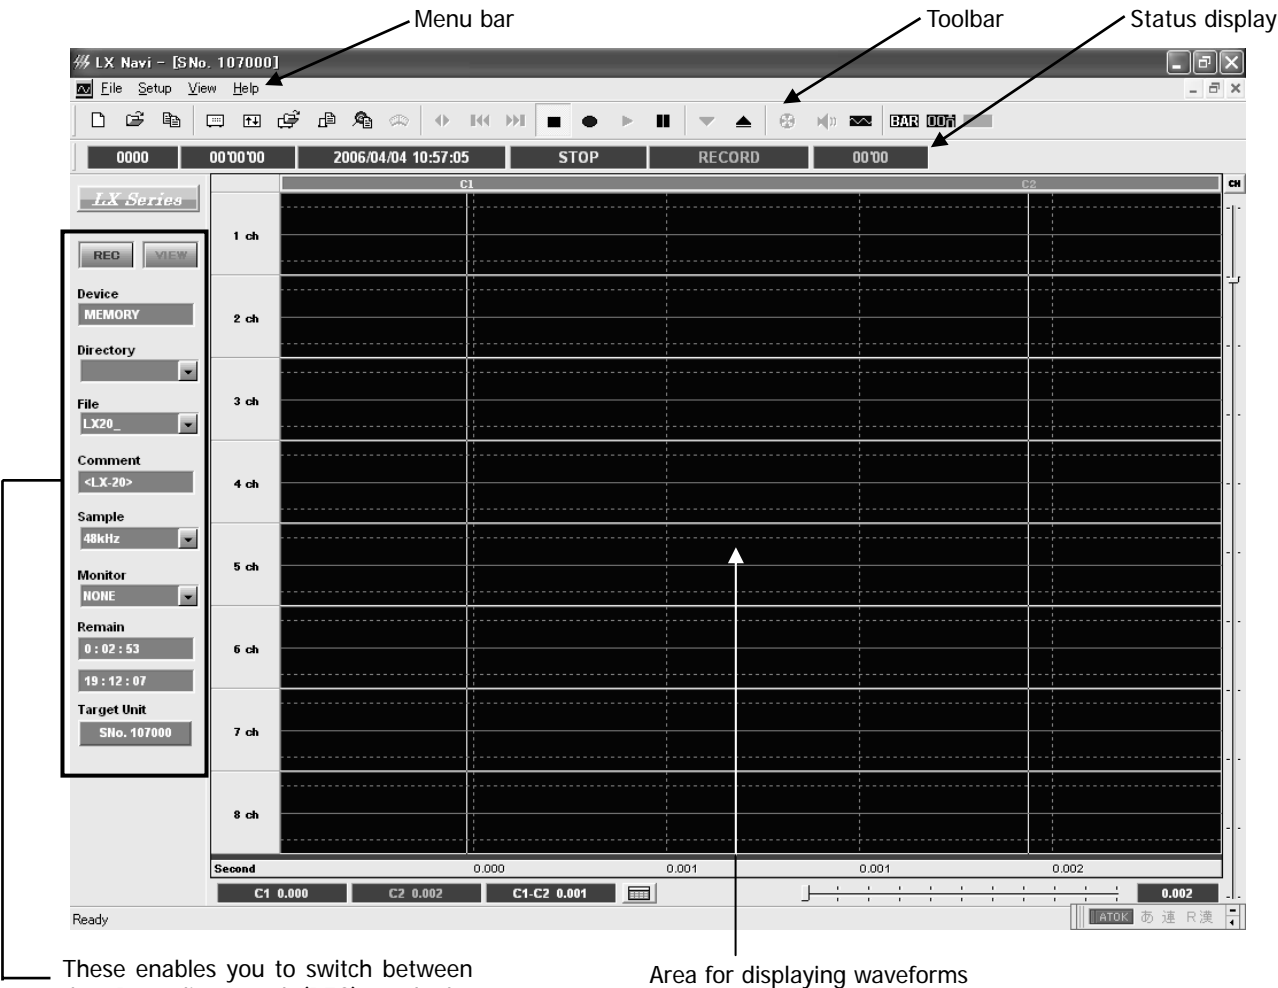 Menu bar
Toolbar
Status display
LX Navi - [SNo. 107000]
File Setup View Help
BAR
0000 00'00'00 2006/04/04 10:57:05 STOP RECORD 00'00
LX Series
C1 C2 CH
REC VIEW
Device
MEMORY
Directory
File
LX20_
Comment
<LX-20>
Sample
48kHz
Monitor
NONE
Remain
0 : 02 : 53
19 : 12 : 07
Target Unit
SNo. 107000
1 ch
2 ch
3 ch
4 ch
5 ch
6 ch
7 ch
8 ch
Second 0.000 0.001 0.001 0.002
C1 0.000 C2 0.002 C1-C2 0.001 0.002
Ready
ATOK あ 連 R漢
These enables you to switch between
Area for displaying waveforms